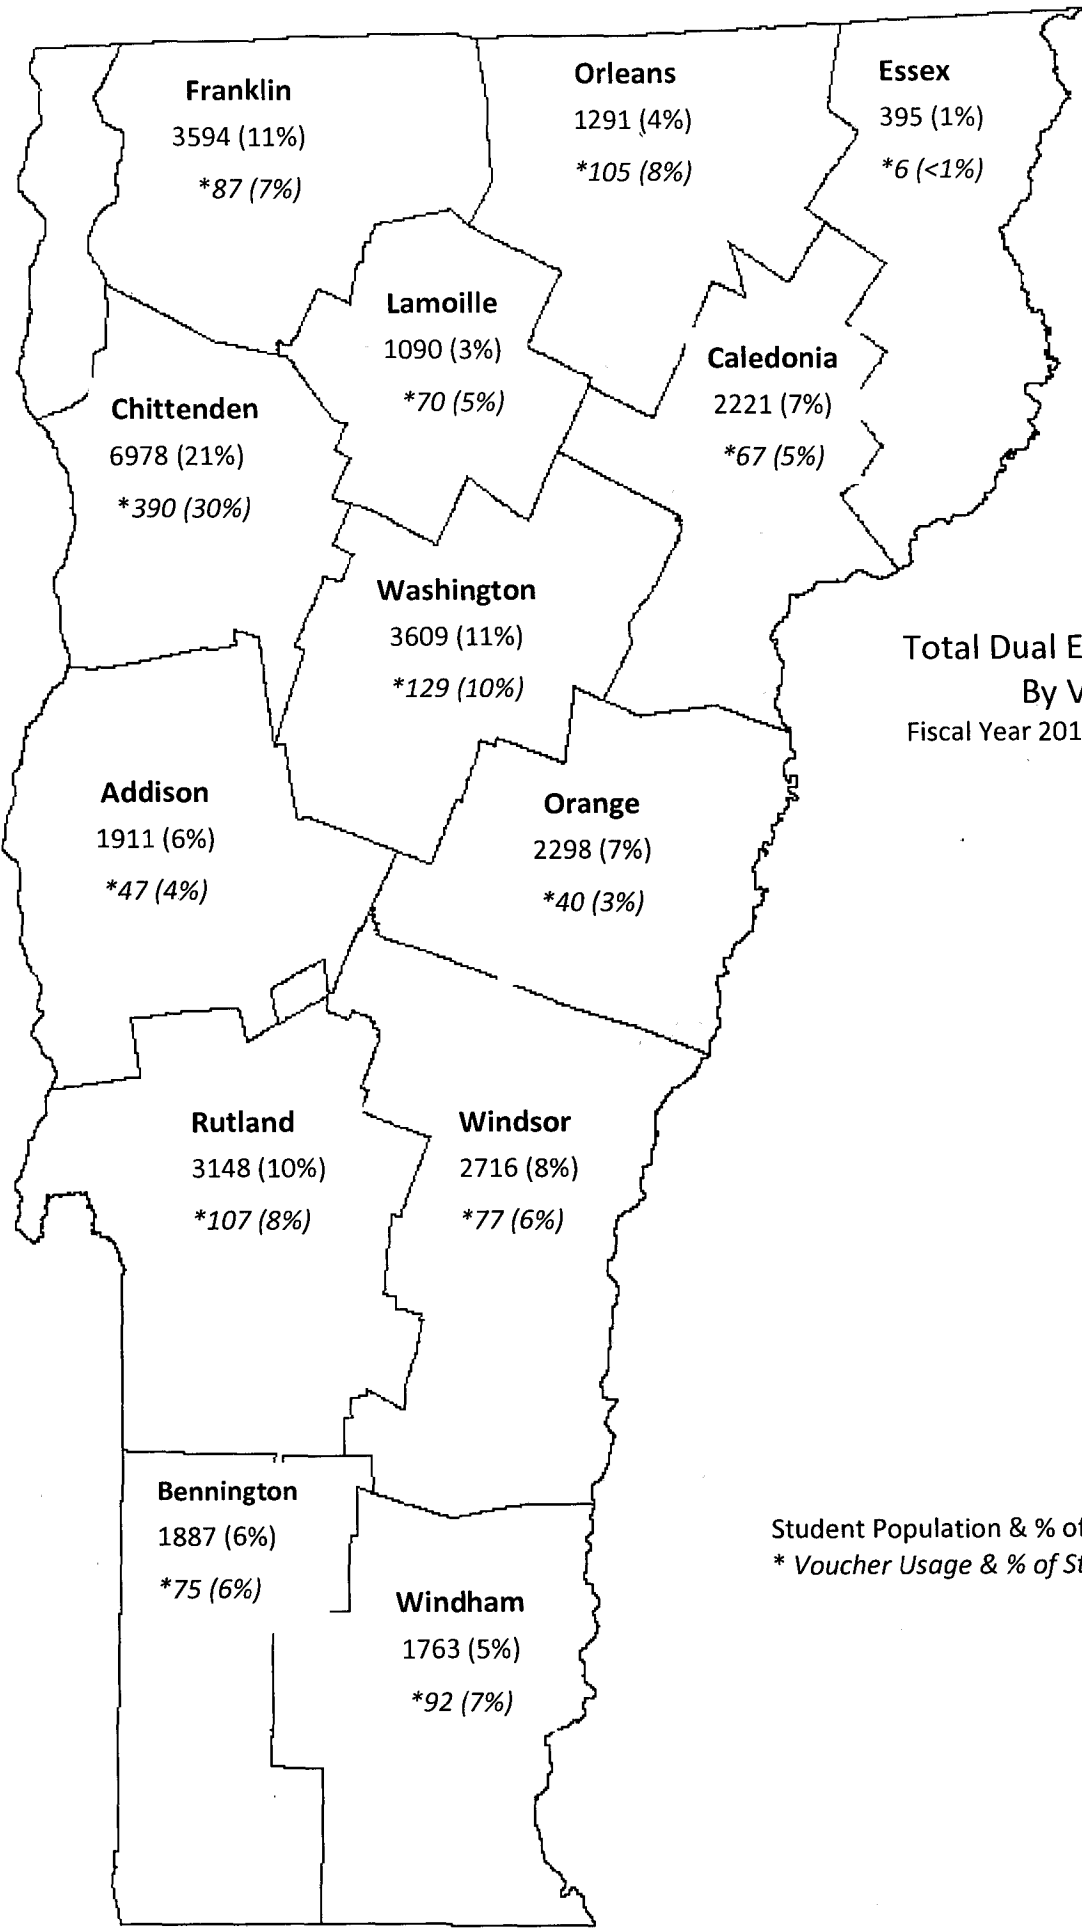 Franklin
3594 (11%)
*87 (7%)
Orleans
1291 (4%)
*105 (8%)
Essex
395 (1%)
*6 (<1%)
Lamoille
1090 (3%)
*70 (5%)
Caledonia
2221 (7%)
*67 (5%)
Chittenden
6978 (21%)
*390 (30%)
Washington
3609 (11%)
*129 (10%)
Total Dual E
By V
Fiscal Year 201
Addison
1911 (6%)
*47 (4%)
Orange
2298 (7%)
*40 (3%)
Rutland
3148 (10%)
*107 (8%)
Windsor
2716 (8%)
*77 (6%)
Bennington
1887 (6%)
*75 (6%)
Student Population & % of
* Voucher Usage & % of St
Windham
1763 (5%)
*92 (7%)